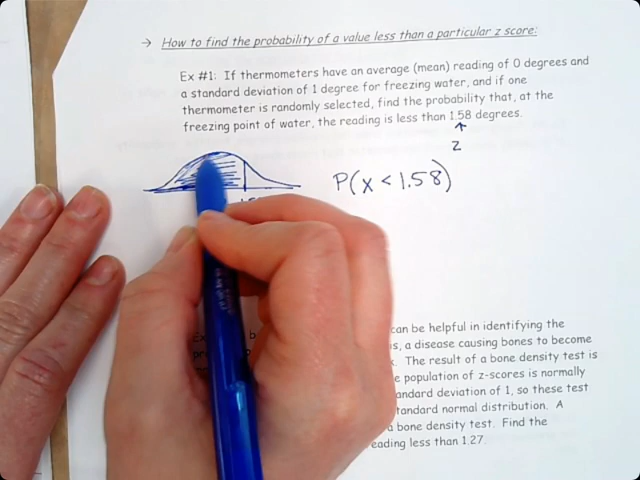 → How to find the probability of a value less than a particular z score:
Ex #1: If thermometers have an average (mean) reading of 0 degrees and
a standard deviation of 1 degree for freezing water, and if one
thermometer is randomly selected, find the probability that, at the
freezing point of water, the reading is less than 1.58 degrees.
z
P(x < 1.58)
can be helpful in identifying the
a disease causing bones to become
The result of a bone density test is
population of z-scores is normally
standard deviation of 1, so these test
standard normal distribution. A
a bone density test. Find the
reading less than 1.27.